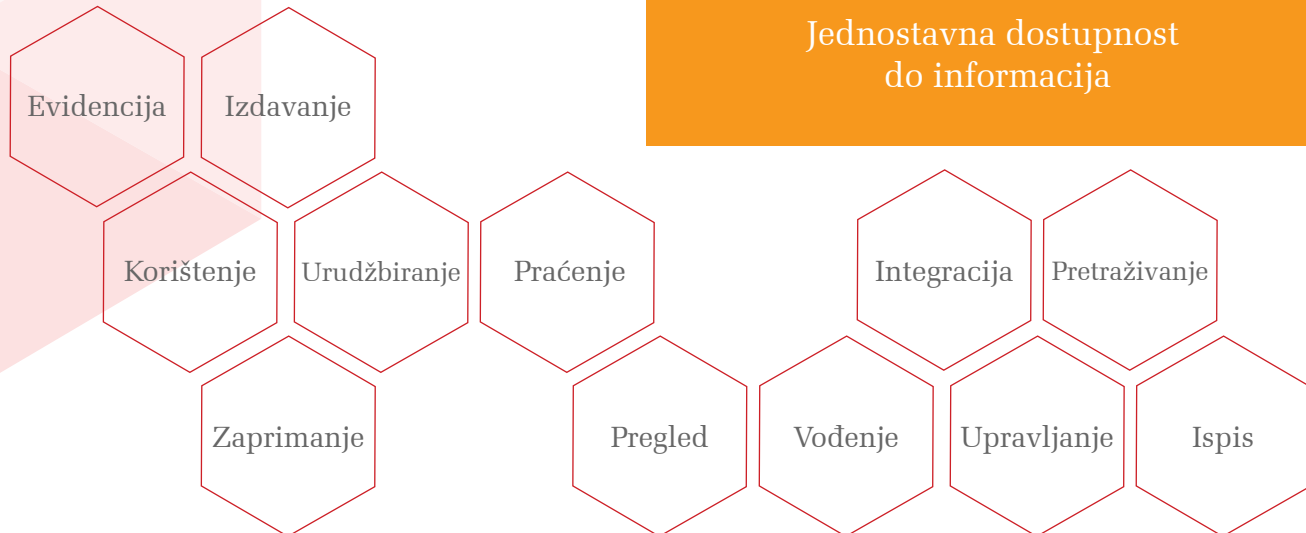 Jednostavna dostupnost
do informacija
Evidencija
Izdavanje
Korištenje
Urudžbiranje
Praćenje
Integracija
Pretraživanje
Zaprimanje
Pregled
Vođenje
Upravljanje
Ispis